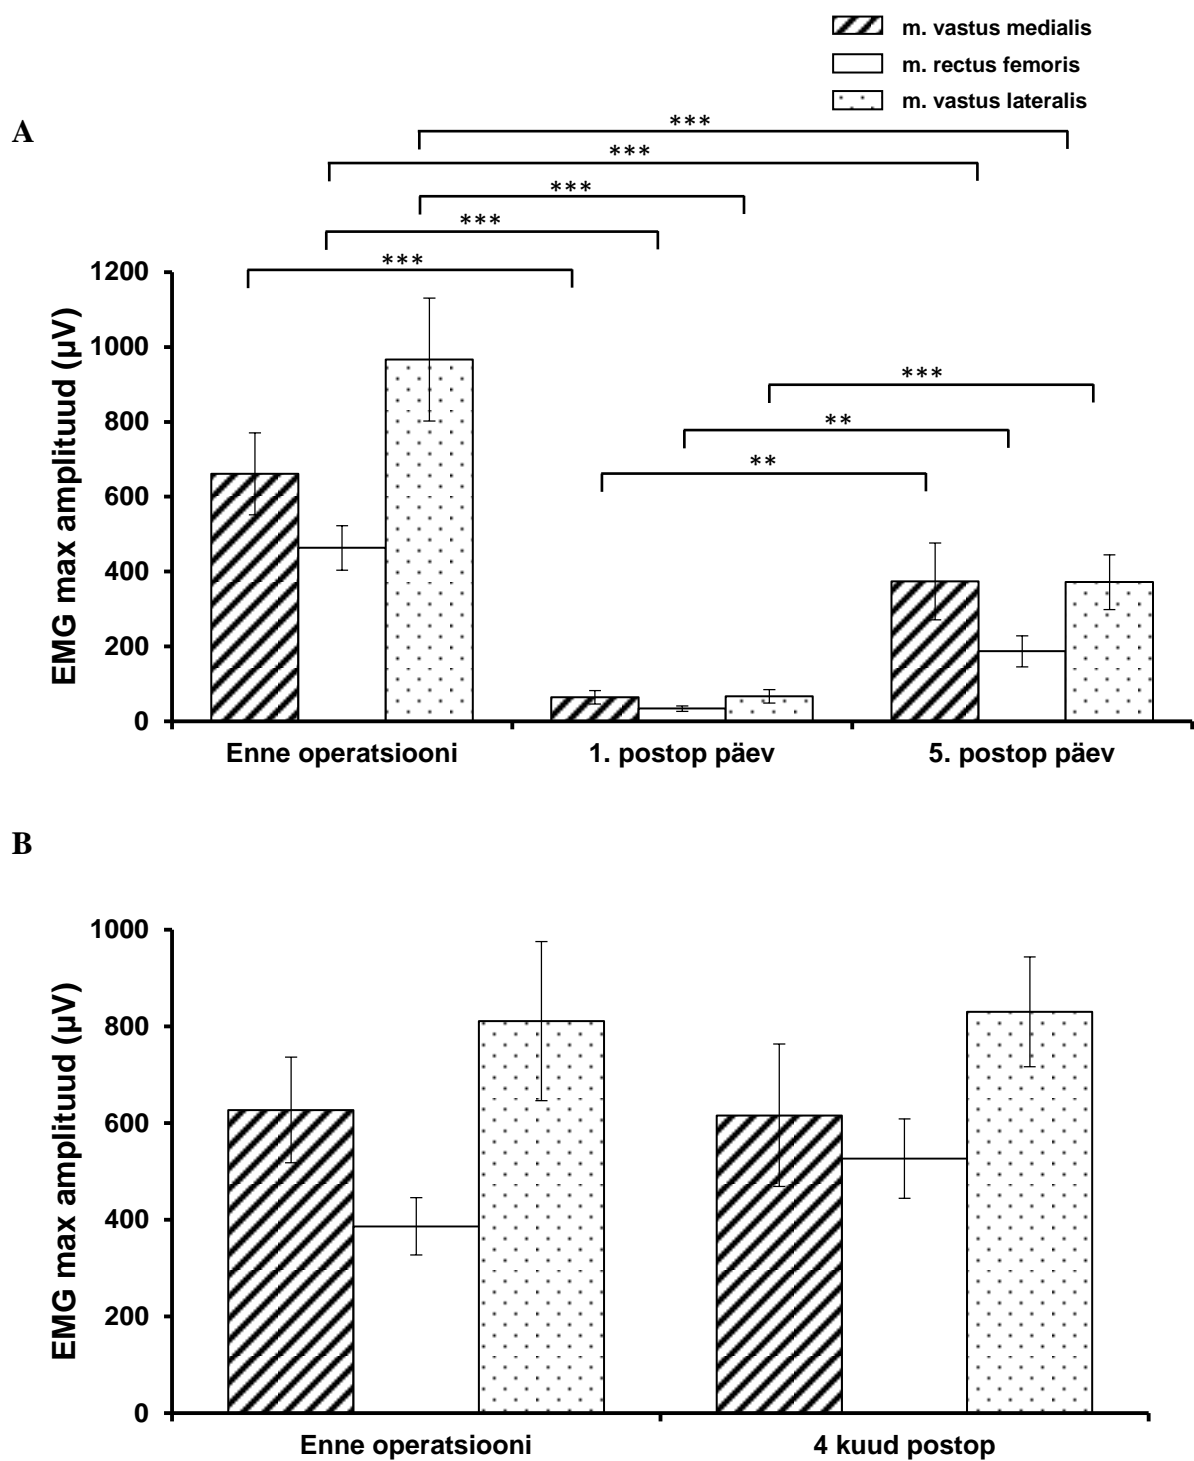 m. vastus medialis
m. rectus femoris
m. vastus lateralis
A
***
***
***
***
***
***
**
**
EMG max amplituud (µV)
1200
1000
800
600
400
200
0
Enne operatsiooni 1. postop päev 5. postop päev
B
EMG max amplituud (µV)
1000
800
600
400
200
0
Enne operatsiooni 4 kuud postop